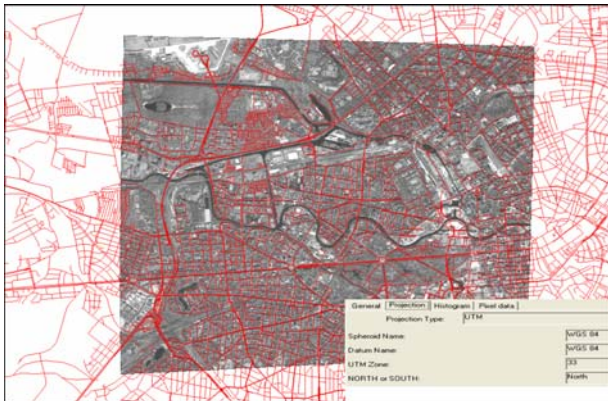 General Projection Histogram Pixel data
Projection Type: UTM
Spheroid Name: WGS 84
Datum Name: WGS 84
UTM Zone: 33
NORTH or SOUTH: North